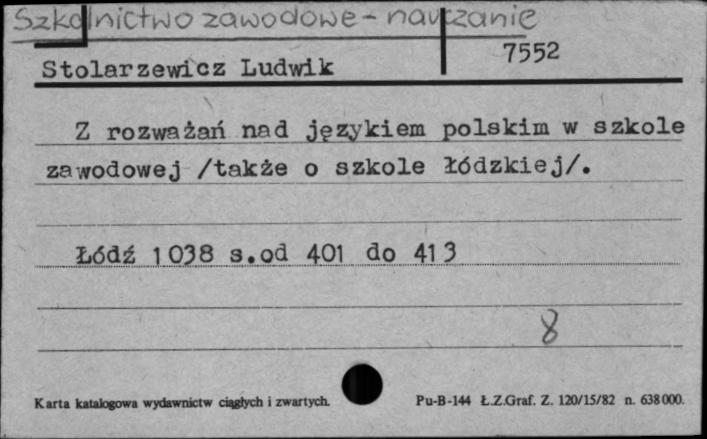 Szkolnictwo zawodowe - nauczanie
7552
Stolarzewicz Ludwik
Z rozważań nad językiem polskim w szkole
zawodowej /także o szkole łódzkiej/.
Łódź 1038 s.od 401 do 413
8
Karta katalogowa wydawnictw ciągłych i zwartych.
Pu-B-144 Ł.Z.Graf. Z. 120/15/82 n. 638000.